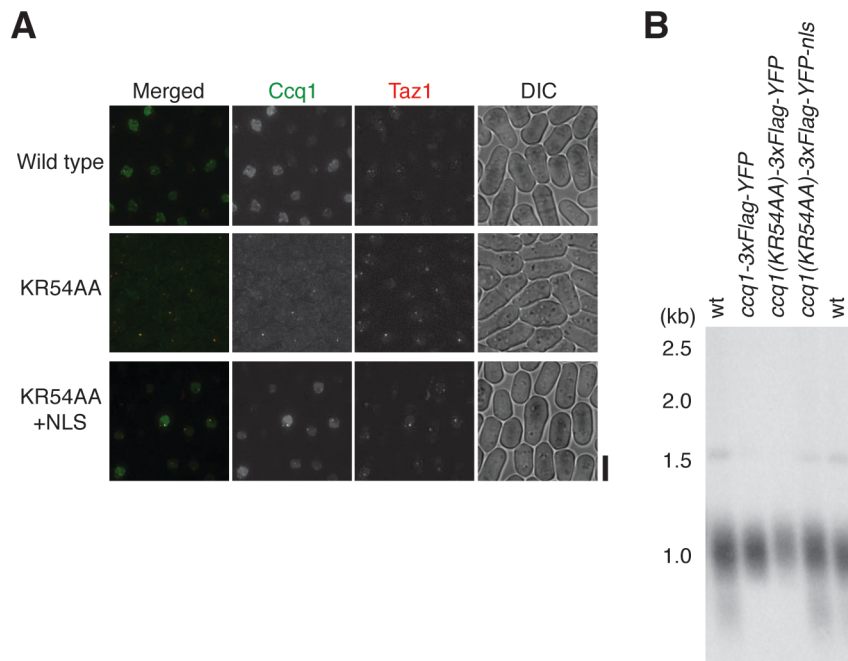 A
Merged Ccq1 Taz1 DIC
Wild type
KR54AA
KR54AA
+NLS
B
wt
ccq1-3xFlag-YFP
ccq1(KR54AA)-3xFlag-YFP
ccq1(KR54AA)-3xFlag-YFP-nls
wt
(kb)
2.5
2.0
1.5
1.0